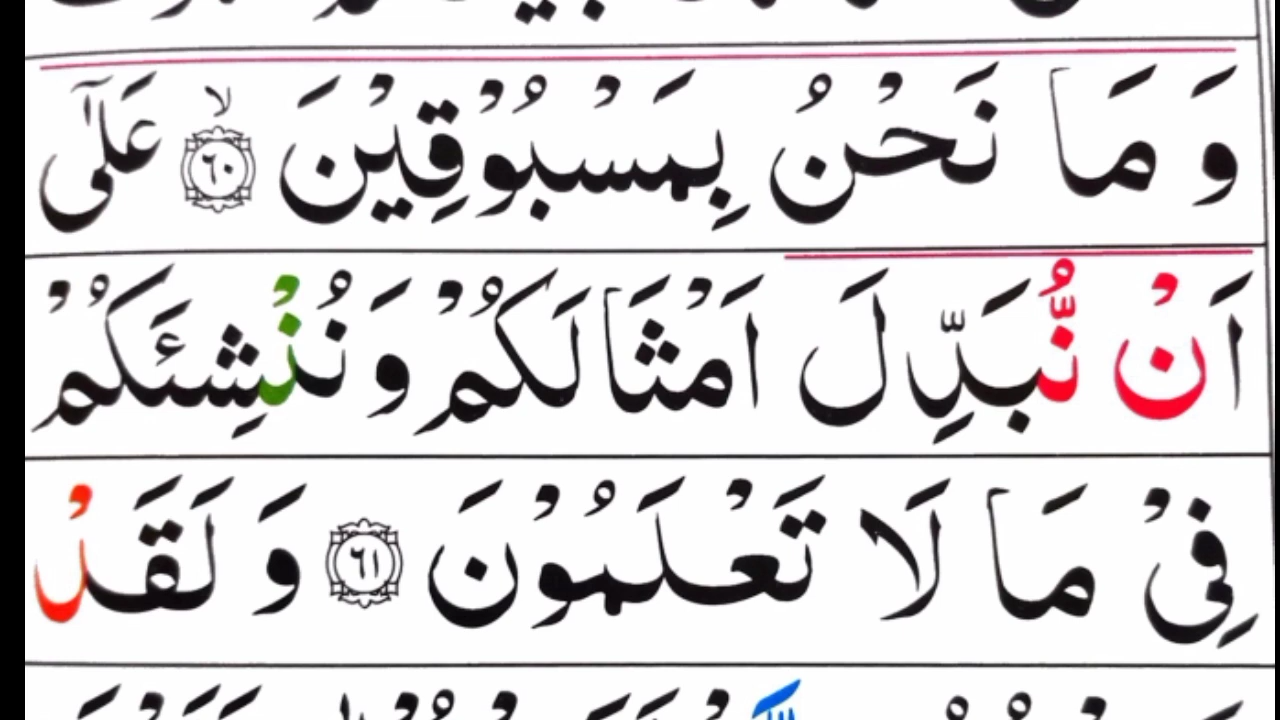 وَ مَا نَحْنُ بِمَسْبُوْقِیْنَ ۙ۝٦٠ عَلٰۤی
اَنْ نُّبَدِّلَ اَمْثَالَكُمْ وَ نُنْشِئَكُمْ
فِیْ مَا لَا تَعْلَمُوْنَ ۝٦١ وَ لَقَدْ